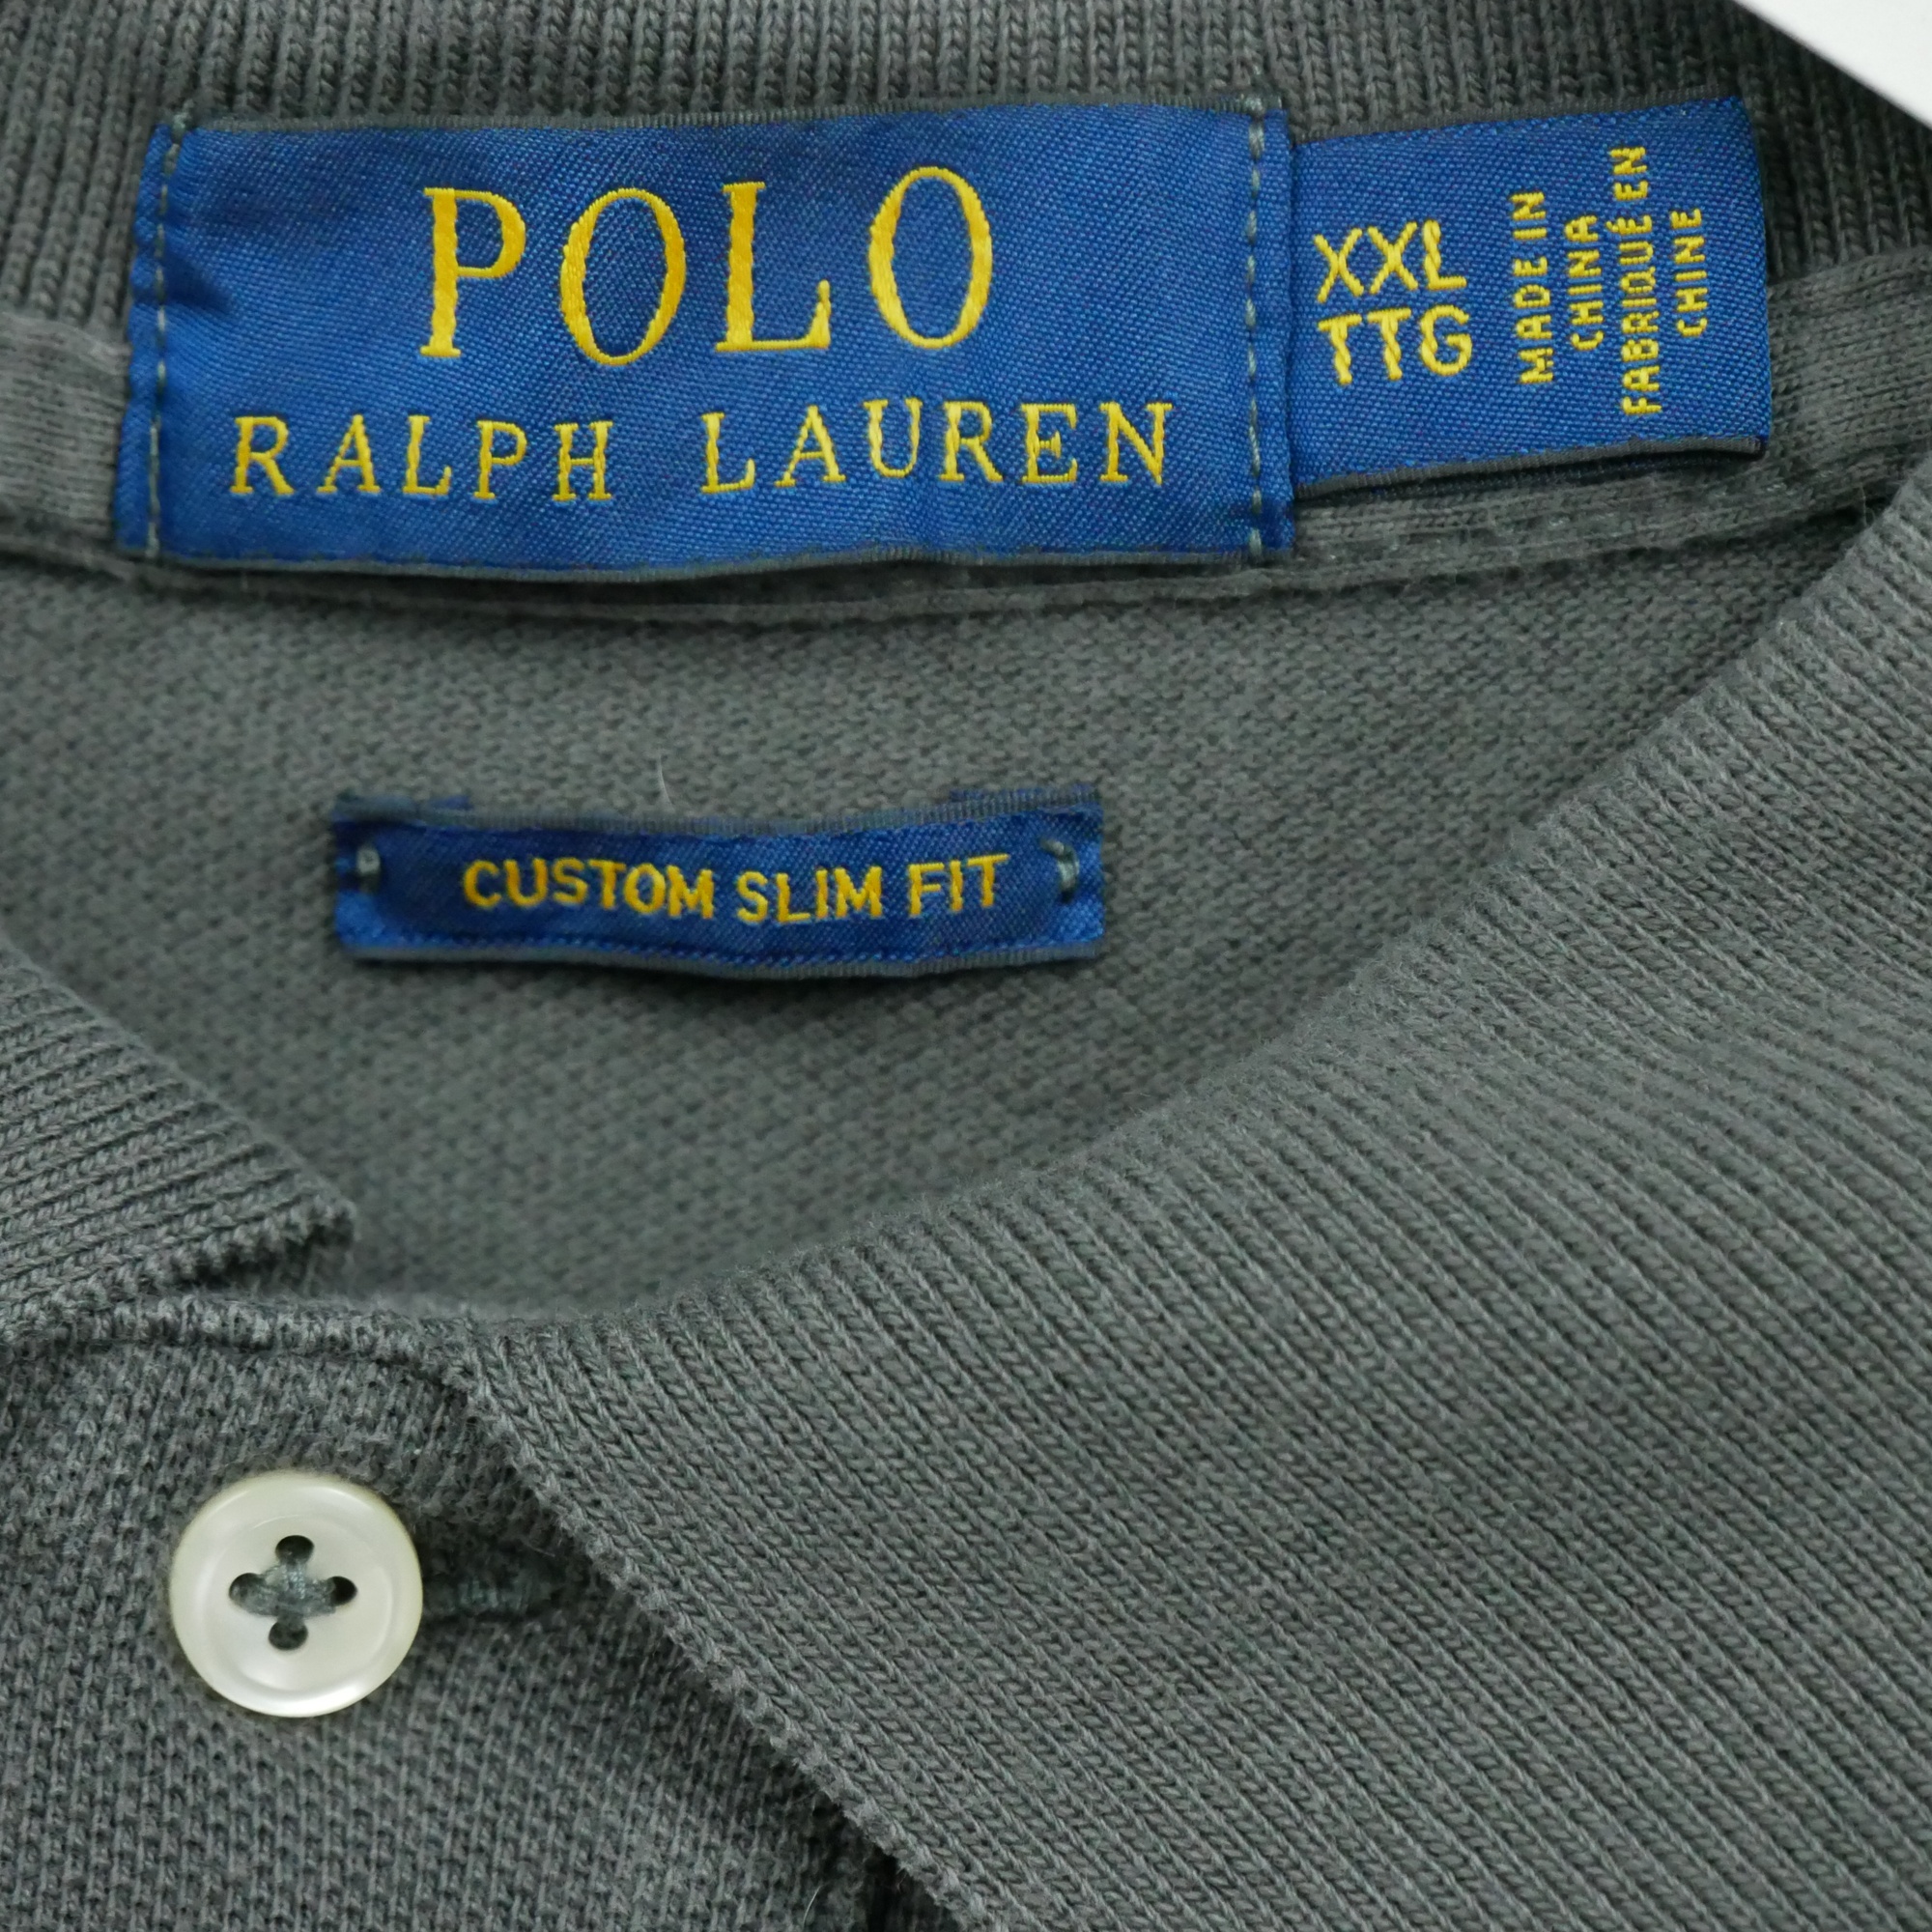 POLO
RALPH LAUREN
XXL
TTG
MADE IN
CHINA
FABRIQUÉ EN
CHINE
CUSTOM SLIM FIT